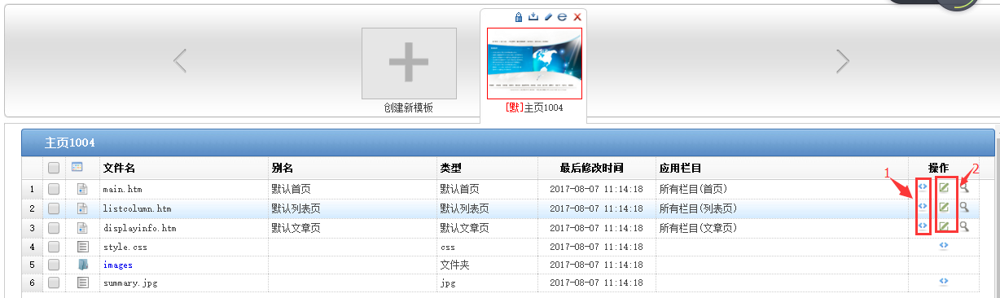 创建新模板
[默]主页1004
主页1004
文件名 别名 类型 最后修改时间 应用栏目 操作
1 2
1 main.htm 默认首页 默认首页 2017-08-07 11:14:18 所有栏目(首页)
2 listcolumn.htm 默认列表页 默认列表页 2017-08-07 11:14:18 所有栏目(列表页)
3 displayinfo.htm 默认文章页 默认文章页 2017-08-07 11:14:18 所有栏目(文章页)
4 style.css css 2017-08-07 11:14:18
5 images 文件夹 2017-08-07 11:14:18
6 summary.jpg jpg 2017-08-07 11:14:18